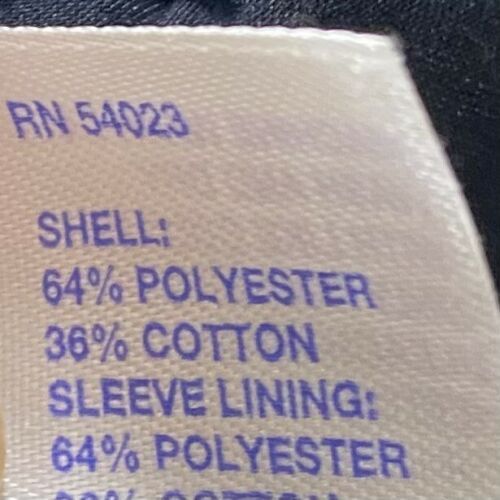 RN 54023
SHELL:
64% POLYESTER
36% COTTON
SLEEVE LINING:
64% POLYESTER